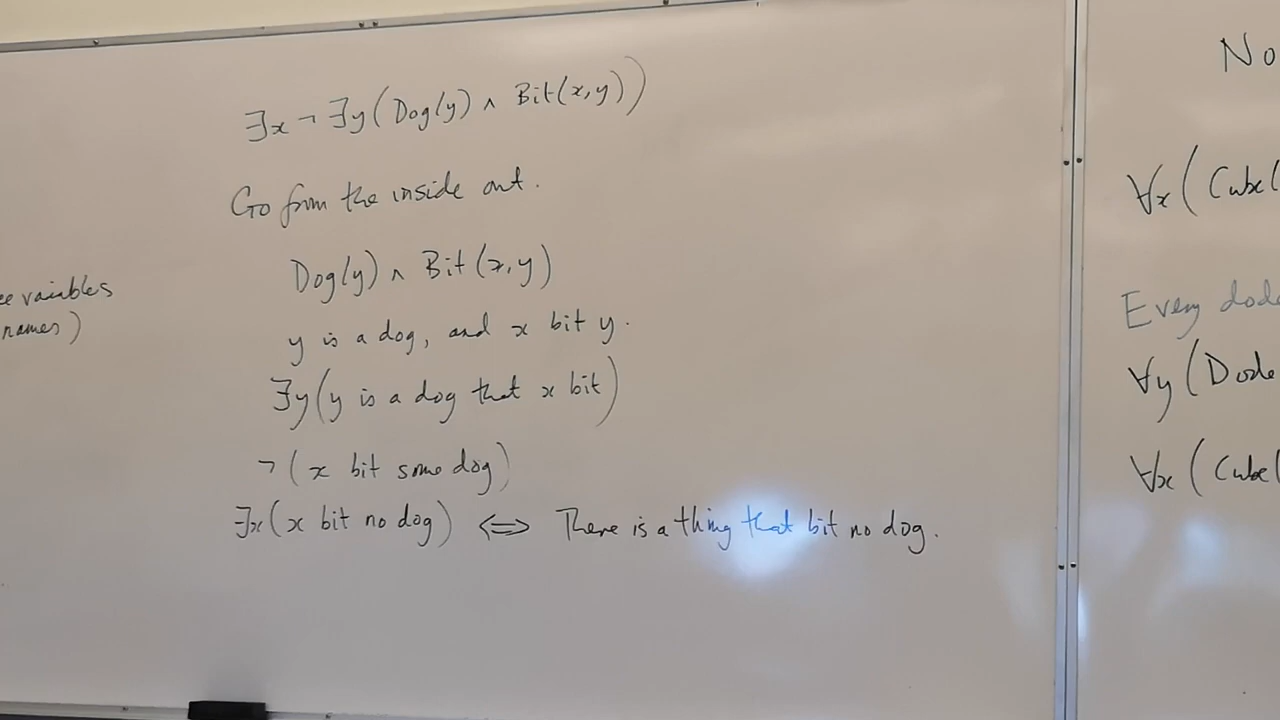 ∃x ¬ ∃y (Dog(y) ∧ Bit(x,y))
Go from the inside out.
Dog(y) ∧ Bit(x,y)
y is a dog, and x bit y.
∃y (y is a dog that x bit)
¬ (x bit some dog)
∃x (x bit no dog) ⟺ There is a thing that bit no dog.
variables
names)
No
∀x (Cube(
Every dode
∀y (Dode
∀x (Cube(